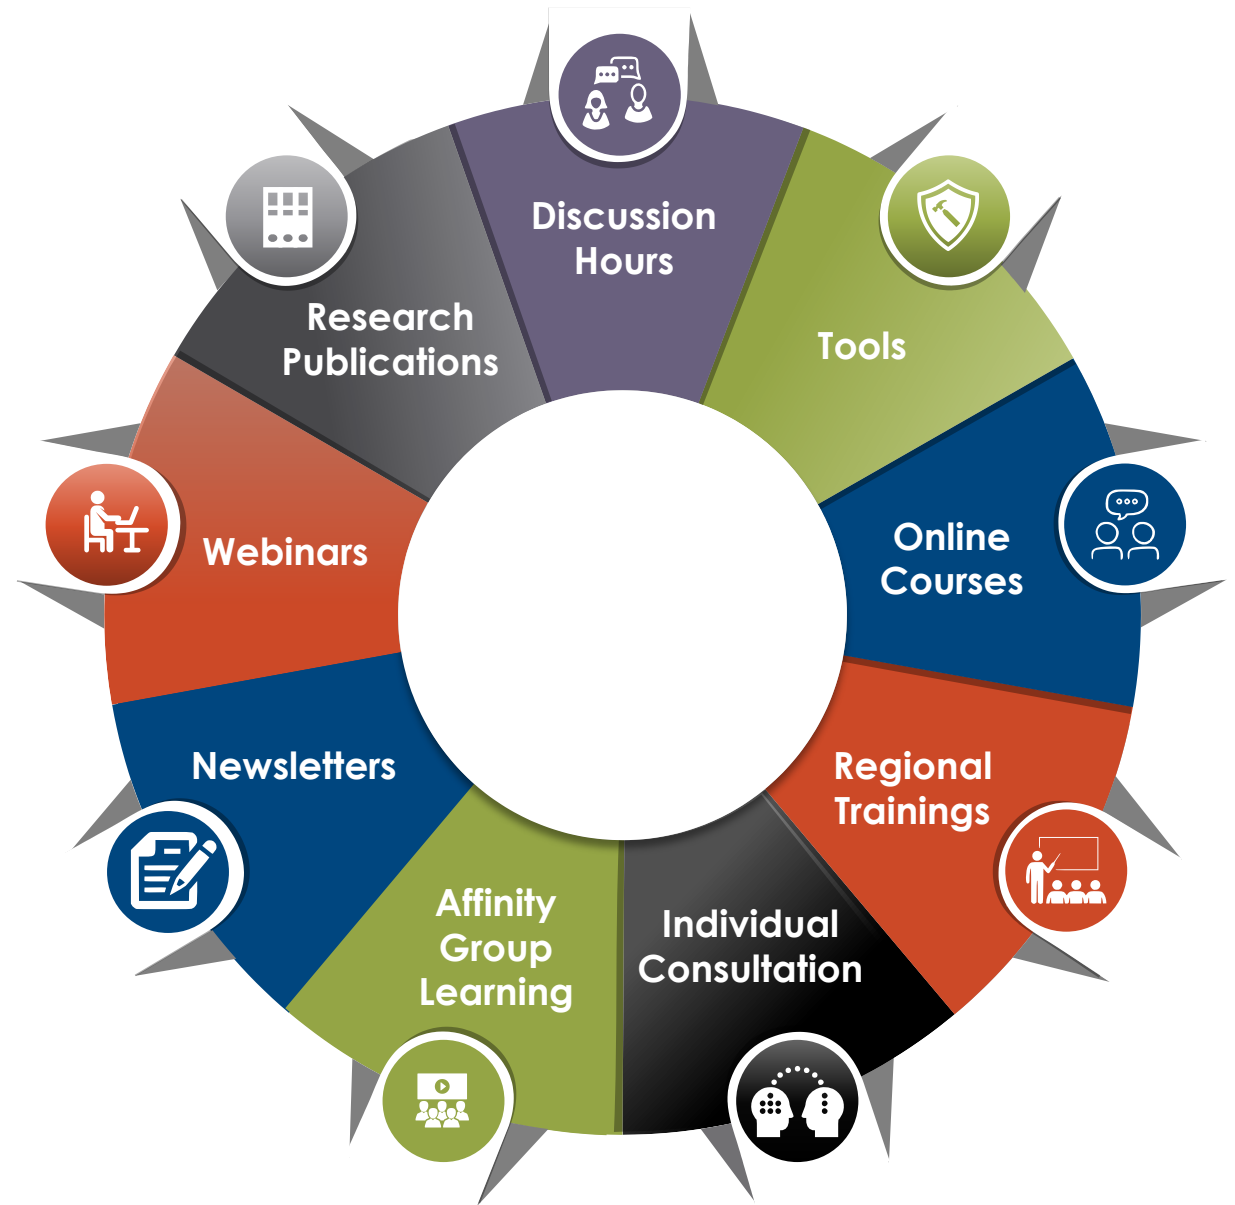 Discussion
Hours
Tools
Online
Courses
Regional
Trainings
Individual
Consultation
Affinity
Group
Learning
Newsletters
Webinars
Research
Publications